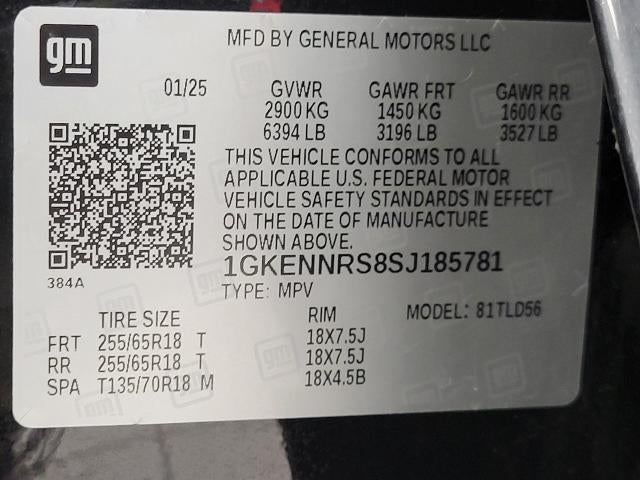 gm
MFD BY GENERAL MOTORS LLC
01/25 GVWR GAWR FRT GAWR RR
2900 KG 1450 KG 1600 KG
6394 LB 3196 LB 3527 LB
THIS VEHICLE CONFORMS TO ALL
APPLICABLE U.S. FEDERAL MOTOR
VEHICLE SAFETY STANDARDS IN EFFECT
ON THE DATE OF MANUFACTURE
SHOWN ABOVE.
384A
1GKENNRS8SJ185781
TYPE: MPV MODEL: 81TLD56
TIRE SIZE RIM
FRT 255/65R18 T 18X7.5J
RR 255/65R18 T 18X7.5J
SPA T135/70R18 M 18X4.5B